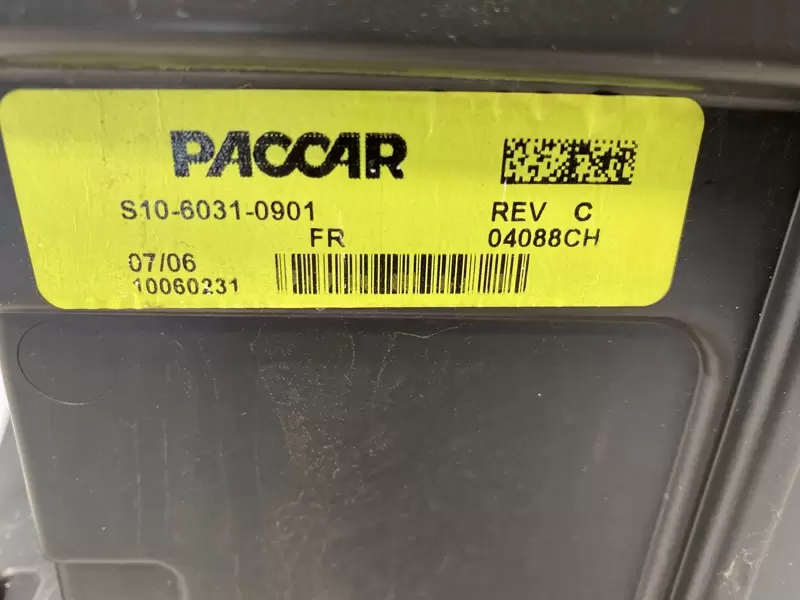 PACCAR
S10-6031-0901 REV C
FR 04088CH
07/06
10060231